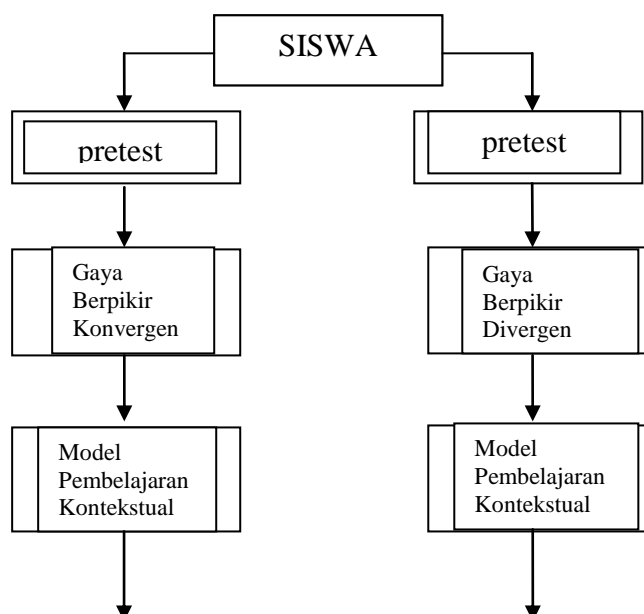 SISWA
pretest
pretest
Gaya
Berpikir
Konvergen
Gaya
Berpikir
Divergen
Model
Pembelajaran
Kontekstual
Model
Pembelajaran
Kontekstual